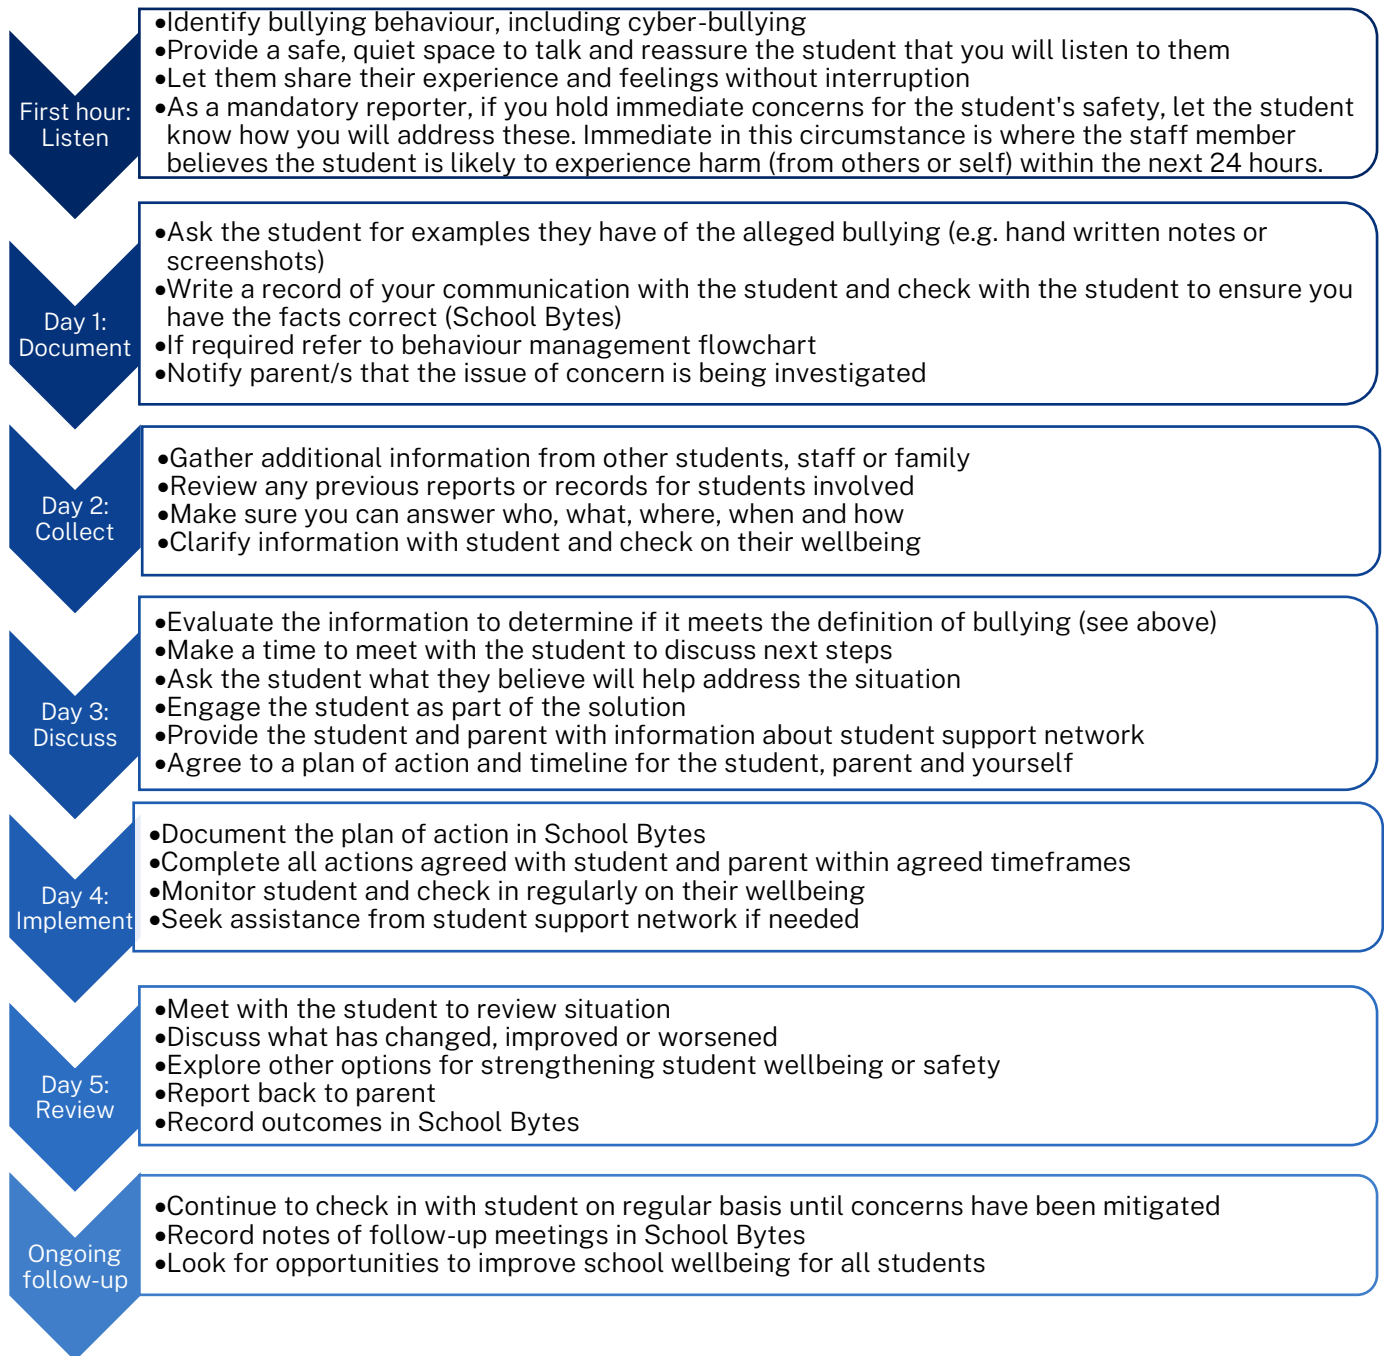 First hour:
Listen
•Identify bullying behaviour, including cyber-bullying
•Provide a safe, quiet space to talk and reassure the student that you will listen to them
•Let them share their experience and feelings without interruption
•As a mandatory reporter, if you hold immediate concerns for the student's safety, let the student
know how you will address these. Immediate in this circumstance is where the staff member
believes the student is likely to experience harm (from others or self) within the next 24 hours.
Day 1:
Document
•Ask the student for examples they have of the alleged bullying (e.g. hand written notes or
screenshots)
•Write a record of your communication with the student and check with the student to ensure you
have the facts correct (School Bytes)
•If required refer to behaviour management flowchart
•Notify parent/s that the issue of concern is being investigated
Day 2:
Collect
•Gather additional information from other students, staff or family
•Review any previous reports or records for students involved
•Make sure you can answer who, what, where, when and how
•Clarify information with student and check on their wellbeing
Day 3:
Discuss
•Evaluate the information to determine if it meets the definition of bullying (see above)
•Make a time to meet with the student to discuss next steps
•Ask the student what they believe will help address the situation
•Engage the student as part of the solution
•Provide the student and parent with information about student support network
•Agree to a plan of action and timeline for the student, parent and yourself
Day 4:
Implement
•Document the plan of action in School Bytes
•Complete all actions agreed with student and parent within agreed timeframes
•Monitor student and check in regularly on their wellbeing
•Seek assistance from student support network if needed
Day 5:
Review
•Meet with the student to review situation
•Discuss what has changed, improved or worsened
•Explore other options for strengthening student wellbeing or safety
•Report back to parent
•Record outcomes in School Bytes
Ongoing
follow-up
•Continue to check in with student on regular basis until concerns have been mitigated
•Record notes of follow-up meetings in School Bytes
•Look for opportunities to improve school wellbeing for all students